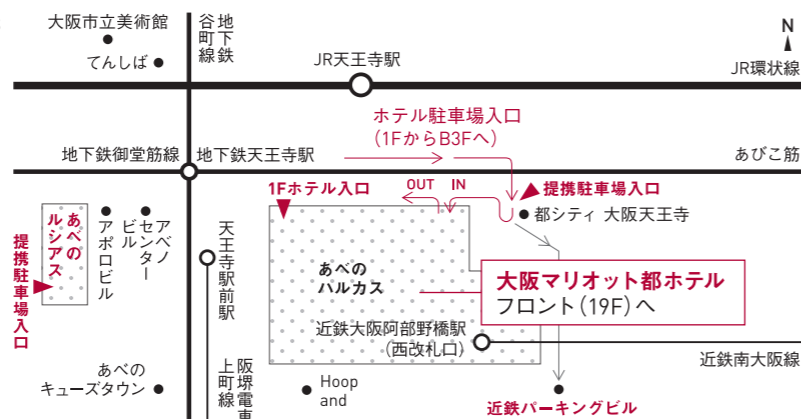 大阪市立美術館
てんしば
地下鉄
谷町線
JR天王寺駅
N
JR環状線
ホテル駐車場入口
(1FからB3Fへ)
地下鉄御堂筋線
地下鉄天王寺駅
あびこ筋
1Fホテル入口
OUT
IN
提携駐車場入口
都シティ 大阪天王寺
あべの
ルシアス
提携駐車場入口
アポロビル
アベノ
センター
ビル
天王寺駅前駅
あべの
ハルカス
大阪マリオット都ホテル
フロント(19F)へ
近鉄大阪阿部野橋駅
(西改札口)
近鉄南大阪線
あべの
キューズタウン
阪堺電車
上町線
Hoop
and
近鉄パーキングビル